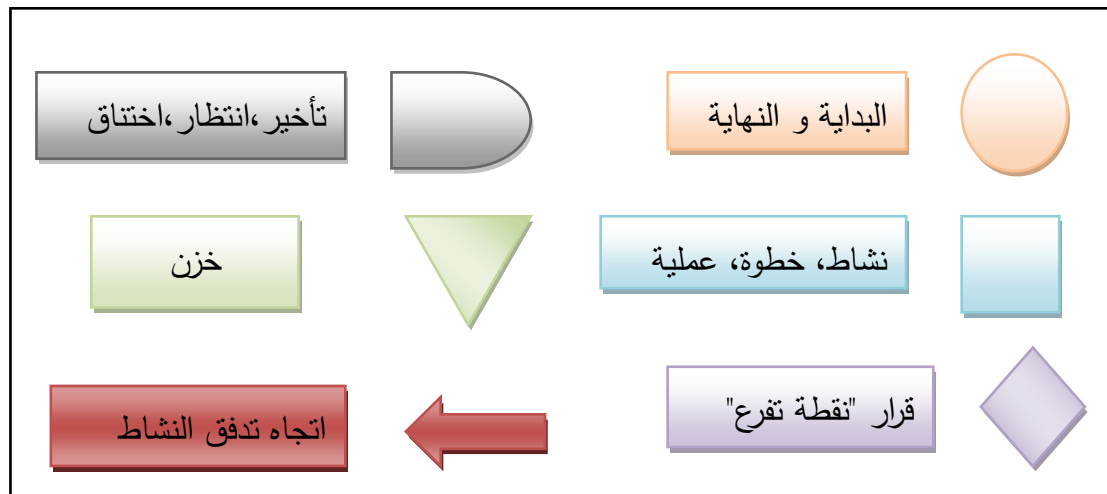 البداية و النهاية
تأخير،انتظار،اختناق
نشاط، خطوة، عملية
خزن
قرار "نقطة تفرع"
اتجاه تدفق النشاط